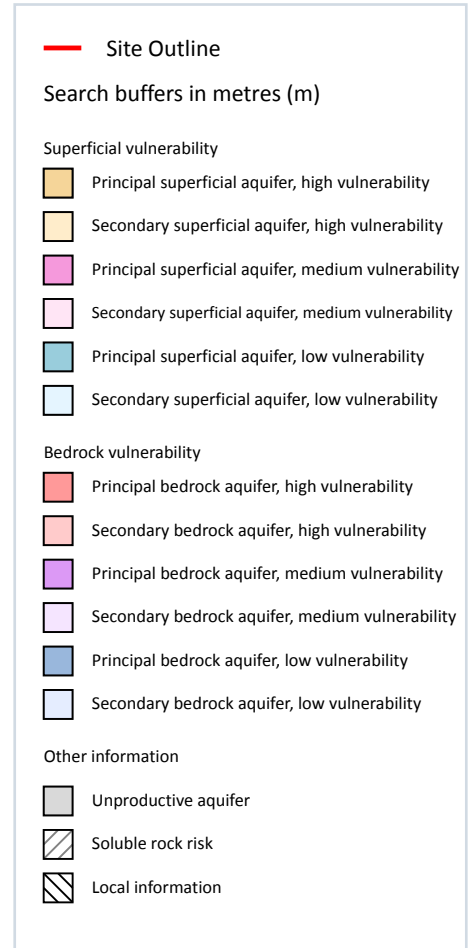 Site Outline
Search buffers in metres (m)
Superficial vulnerability
Principal superficial aquifer, high vulnerability
Secondary superficial aquifer, high vulnerability
Principal superficial aquifer, medium vulnerability
Secondary superficial aquifer, medium vulnerability
Principal superficial aquifer, low vulnerability
Secondary superficial aquifer, low vulnerability
Bedrock vulnerability
Principal bedrock aquifer, high vulnerability
Secondary bedrock aquifer, high vulnerability
Principal bedrock aquifer, medium vulnerability
Secondary bedrock aquifer, medium vulnerability
Principal bedrock aquifer, low vulnerability
Secondary bedrock aquifer, low vulnerability
Other information
Unproductive aquifer
Soluble rock risk
Local information